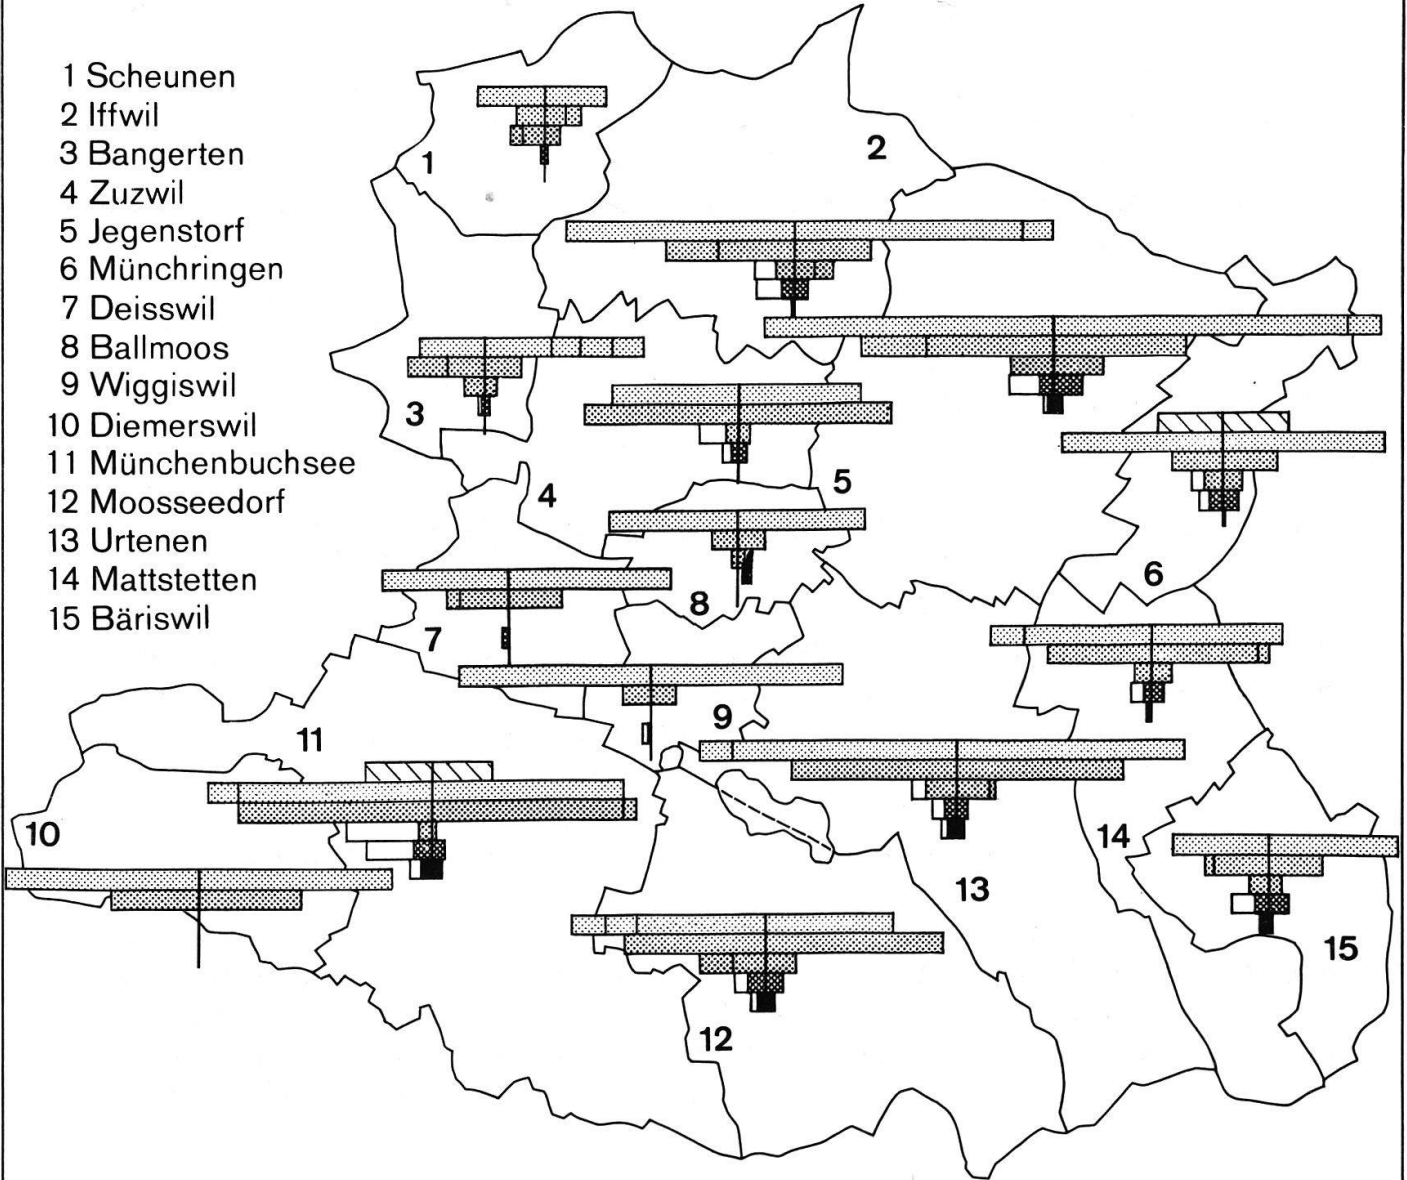 1 Scheunen
2 Iffwil
3 Bangerten
4 Zuzwil
5 Jegenstorf
6 Münchringen
7 Deisswil
8 Ballmoos
9 Wiggiswil
10 Diemerswil
11 Münchenbuchsee
12 Moosseedorf
13 Urtenen
14 Mattstetten
15 Bäriswil
1
2
3
4
5
6
7
8
9
10
11
12
13
14
15